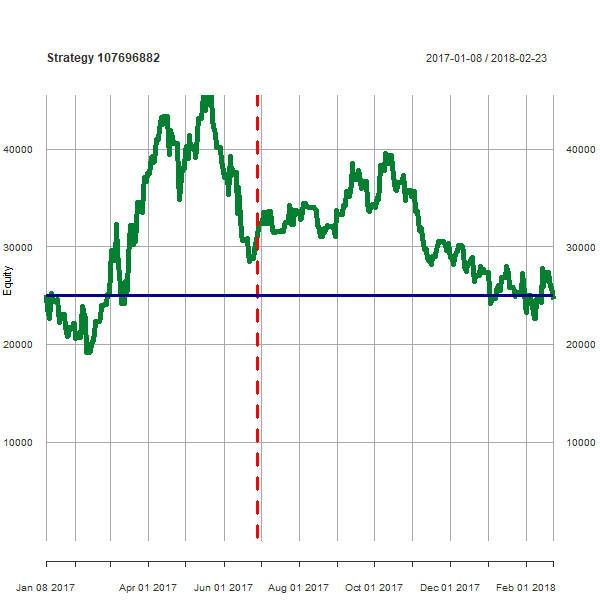 Strategy 107696882
2017-01-08 / 2018-02-23
40000
40000
30000
30000
Equity
20000
20000
10000
10000
Jan 08 2017
Apr 01 2017
Jun 01 2017
Aug 01 2017
Oct 01 2017
Dec 01 2017
Feb 01 2018